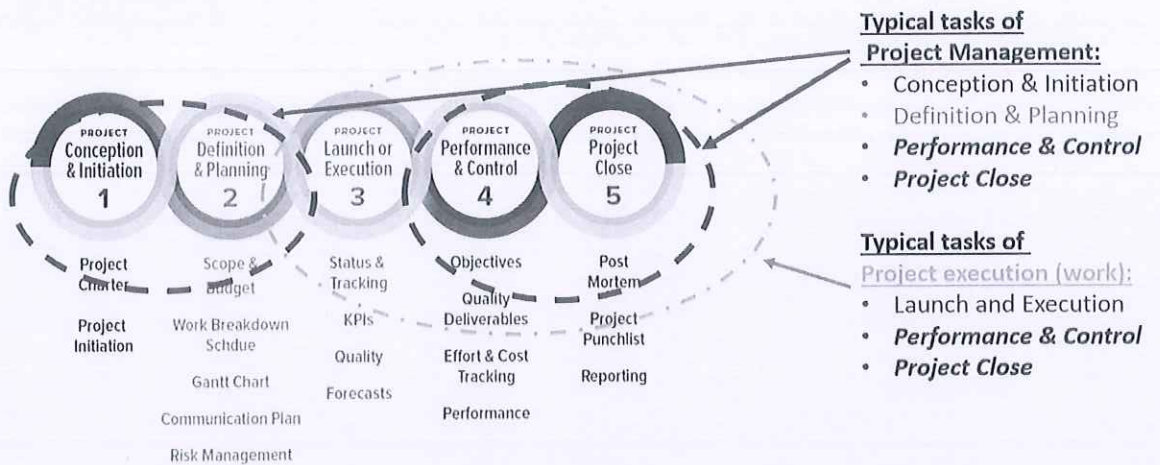 PROJECT
Conception
& Initiation
1
Project
Charter
Project
Initiation
PROJECT
Definition
& Planning
2
Scope &
Budget
Work Breakdown
Schdue
Gantt Chart
Communication Plan
Risk Management
PROJECT
Launch or
Execution
3
Status &
Tracking
KPIs
Quality
Forecasts
PROJECT
Performance
& Control
4
Objectives
Quality
Deliverables
Effort & Cost
Tracking
Performance
PROJECT
Project
Close
5
Post
Mortem
Project
Punchlist
Reporting
Typical tasks of
Project Management:
• Conception & Initiation
• Definition & Planning
• Performance & Control
• Project Close
Typical tasks of
Project execution (work):
• Launch and Execution
• Performance & Control
• Project Close